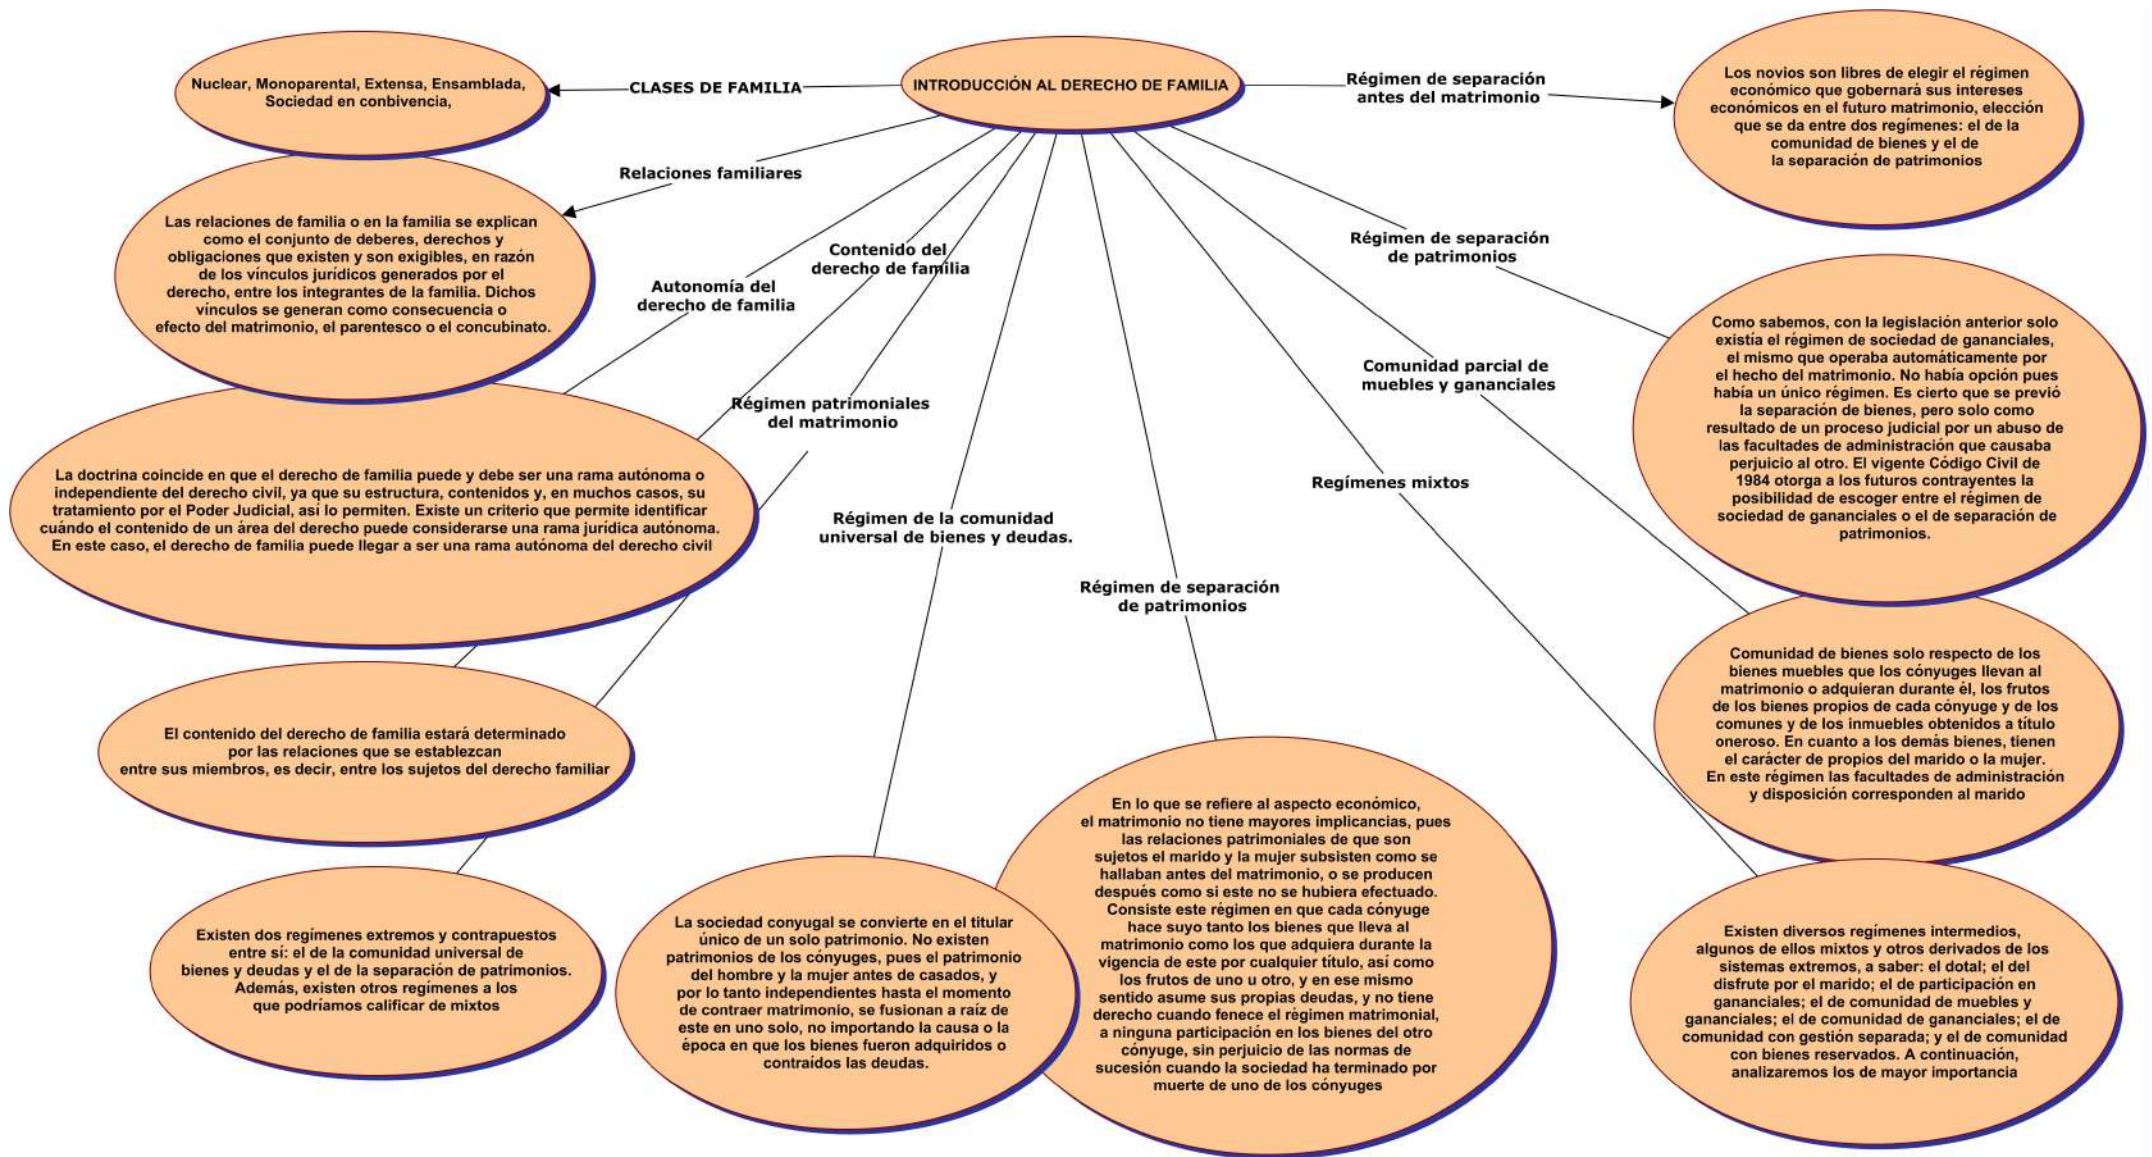 INTRODUCCIÓN AL DERECHO DE FAMILIA
CLASES DE FAMILIA
Nuclear, Monoparental, Extensa, Ensamblada,
Sociedad en conbivencia,
Relaciones familiares
Las relaciones de familia o en la familia se explican
como el conjunto de deberes, derechos y
obligaciones que existen y son exigibles, en razón
de los vínculos jurídicos generados por el
derecho, entre los integrantes de la familia. Dichos
vínculos se generan como consecuencia o
efecto del matrimonio, el parentesco o el concubinato.
Autonomía del
derecho de familia
La doctrina coincide en que el derecho de familia puede y debe ser una rama autónoma o
independiente del derecho civil, ya que su estructura, contenidos y, en muchos casos, su
tratamiento por el Poder Judicial, así lo permiten. Existe un criterio que permite identificar
cuándo el contenido de un área del derecho puede considerarse una rama jurídica autónoma.
En este caso, el derecho de familia puede llegar a ser una rama autónoma del derecho civil
Contenido del
derecho de familia
El contenido del derecho de familia estará determinado
por las relaciones que se establezcan
entre sus miembros, es decir, entre los sujetos del derecho familiar
Régimen patrimoniales
del matrimonio
Existen dos regímenes extremos y contrapuestos
entre sí: el de la comunidad universal de
bienes y deudas y el de la separación de patrimonios.
Además, existen otros regímenes a los
que podríamos calificar de mixtos
Régimen de la comunidad
universal de bienes y deudas.
La sociedad conyugal se convierte en el titular
único de un solo patrimonio. No existen
patrimonios de los cónyuges, pues el patrimonio
del hombre y la mujer antes de casados, y
por lo tanto independientes hasta el momento
de contraer matrimonio, se fusionan a raíz de
este en uno solo, no importando la causa o la
época en que los bienes fueron adquiridos o
contraídos las deudas.
Régimen de separación
de patrimonios
En lo que se refiere al aspecto económico,
el matrimonio no tiene mayores implicancias, pues
las relaciones patrimoniales de que son
sujetos el marido y la mujer subsisten como se
hallaban antes del matrimonio, o se producen
después como si este no se hubiera efectuado.
Consiste este régimen en que cada cónyuge
hace suyo tanto los bienes que lleva al
matrimonio como los que adquiera durante la
vigencia de este por cualquier título, así como
los frutos de uno u otro, y en ese mismo
sentido asume sus propias deudas, y no tiene
derecho cuando fenece el régimen matrimonial,
a ninguna participación en los bienes del otro
cónyuge, sin perjuicio de las normas de
sucesión cuando la sociedad ha terminado por
muerte de uno de los cónyuges
Regímenes mixtos
Existen diversos regímenes intermedios,
algunos de ellos mixtos y otros derivados de los
sistemas extremos, a saber: el dotal; el del
disfrute por el marido; el de participación en
gananciales; el de comunidad de muebles y
gananciales; el de comunidad de gananciales; el de
comunidad con gestión separada; y el de comunidad
con bienes reservados. A continuación,
analizaremos los de mayor importancia
Comunidad parcial de
muebles y gananciales
Comunidad de bienes solo respecto de los
bienes muebles que los cónyuges llevan al
matrimonio o adquieran durante él, los frutos
de los bienes propios de cada cónyuge y de los
comunes y de los inmuebles obtenidos a título
oneroso. En cuanto a los demás bienes, tienen
el carácter de propios del marido o la mujer.
En este régimen las facultades de administración
y disposición corresponden al marido
Régimen de separación
de patrimonios
Como sabemos, con la legislación anterior solo
existía el régimen de sociedad de gananciales,
el mismo que operaba automáticamente por
el hecho del matrimonio. No había opción pues
había un único régimen. Es cierto que se previó
la separación de bienes, pero solo como
resultado de un proceso judicial por un abuso de
las facultades de administración que causaba
perjuicio al otro. El vigente Código Civil de
1984 otorga a los futuros contrayentes la
posibilidad de escoger entre el régimen de
sociedad de gananciales o el de separación de
patrimonios.
Régimen de separación
antes del matrimonio
Los novios son libres de elegir el régimen
económico que gobernará sus intereses
económicos en el futuro matrimonio, elección
que se da entre dos regímenes: el de la
comunidad de bienes y el de
la separación de patrimonios